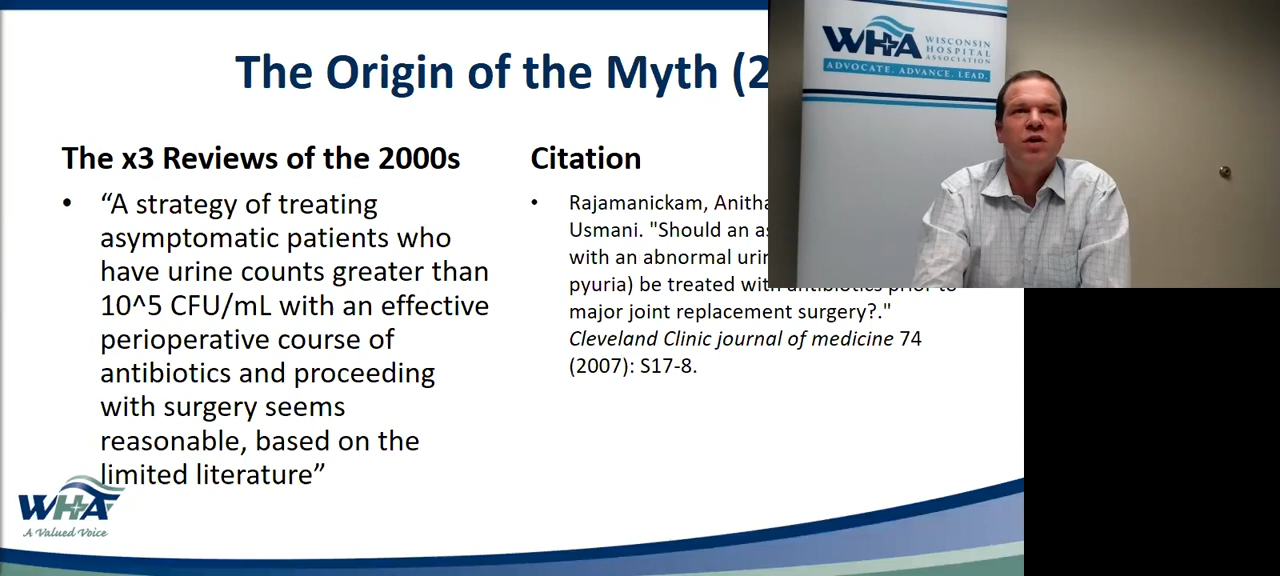 The Origin of the Myth (2
The x3 Reviews of the 2000s
• “A strategy of treating
asymptomatic patients who
have urine counts greater than
10^5 CFU/mL with an effective
perioperative course of
antibiotics and proceeding
with surgery seems
reasonable, based on the
limited literature”
Citation
• Rajamanickam, Anitha
Usmani. "Should an as
with an abnormal urin
pyuria) be treated with antibiotics prior to
major joint replacement surgery?."
Cleveland Clinic journal of medicine 74
(2007): S17-8.
WHA
WISCONSIN
HOSPITAL
ASSOCIATION
ADVOCATE. ADVANCE. LEAD.
WHA
A Valued Voice